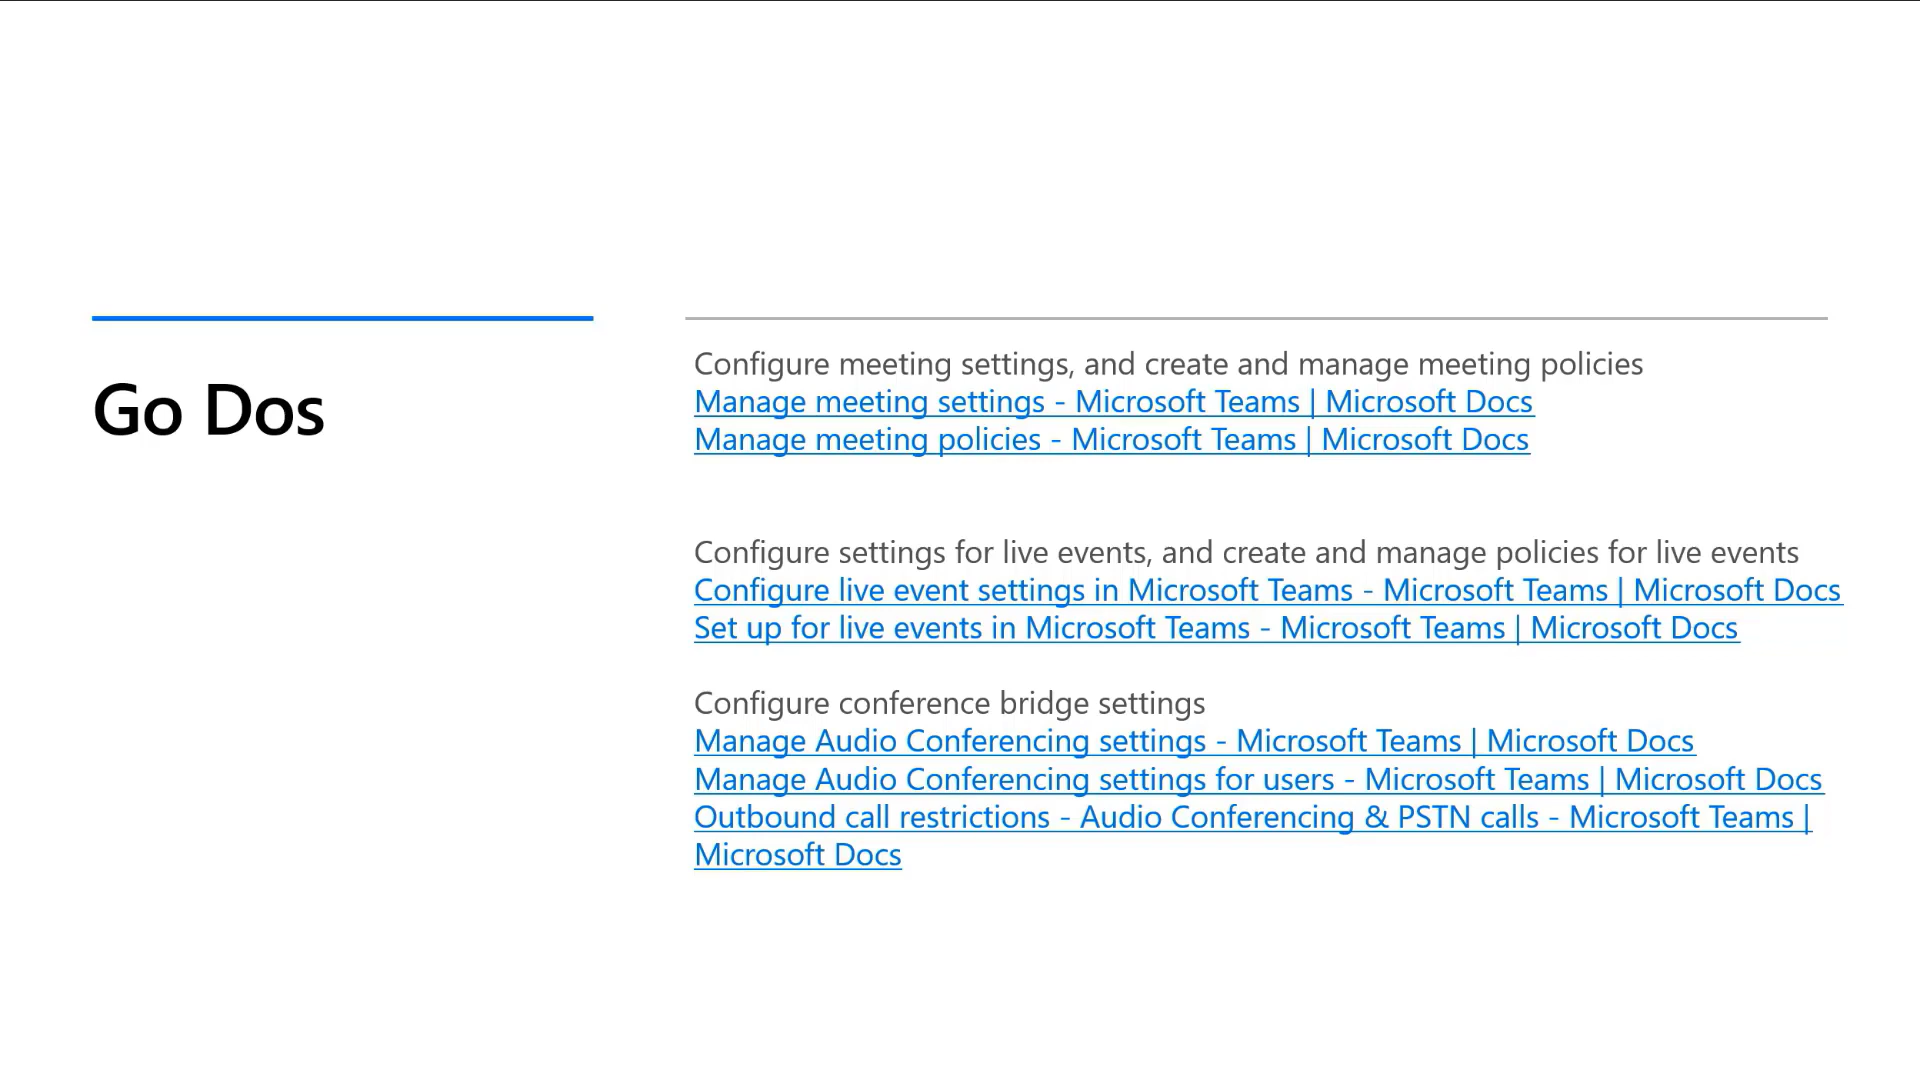 Go Dos
Configure meeting settings, and create and manage meeting policies
Manage meeting settings - Microsoft Teams | Microsoft Docs
Manage meeting policies - Microsoft Teams | Microsoft Docs
Configure settings for live events, and create and manage policies for live events
Configure live event settings in Microsoft Teams - Microsoft Teams | Microsoft Docs
Set up for live events in Microsoft Teams - Microsoft Teams | Microsoft Docs
Configure conference bridge settings
Manage Audio Conferencing settings - Microsoft Teams | Microsoft Docs
Manage Audio Conferencing settings for users - Microsoft Teams | Microsoft Docs
Outbound call restrictions - Audio Conferencing & PSTN calls - Microsoft Teams |
Microsoft Docs